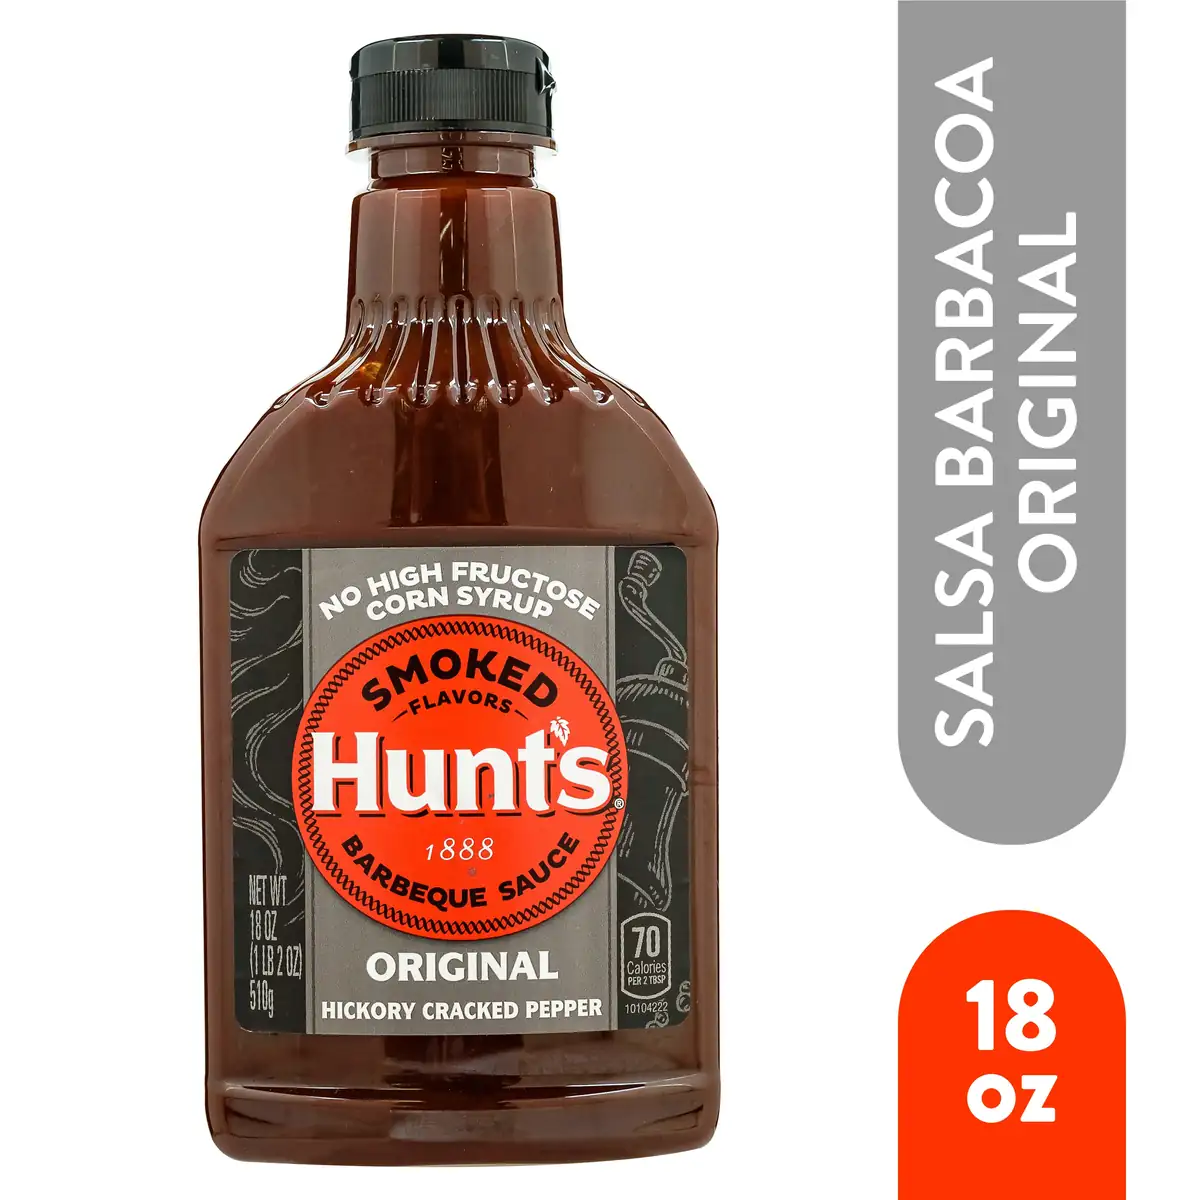 NO HIGH FRUCTOSE
CORN SYRUP
SMOKED
FLAVORS
Hunt's®
1888
BARBEQUE SAUCE
ORIGINAL
HICKORY CRACKED PEPPER
NET WT
18 OZ
(1 LB 2 OZ)
510g
70
Calories
PER 2 TBSP
10104222
SALSA BARBACOA
ORIGINAL
18
OZ